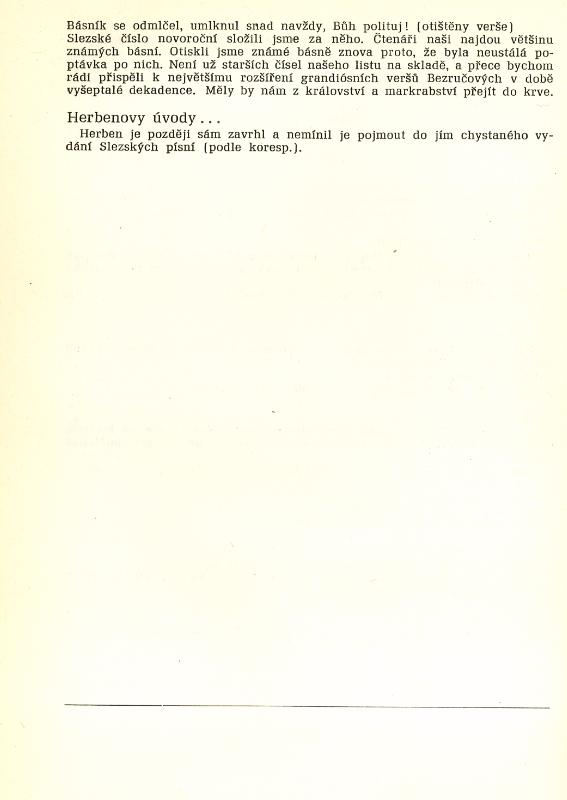 Básník se odmlčel, umlknul snad navždy, Bůh polituj! (otištěny verše)
Slezské číslo novoroční složili jsme za něho. Čtenáři naši najdou většinu
známých básní. Otiskli jsme známé básně znova proto, že byla neustálá po-
ptávka po nich. Není už starších čísel našeho listu na skladě, a přece bychom
rádi přispěli k největšímu rozšíření grandiósních veršů Bezručových v době
vyšeptalé dekadence. Měly by nám z království a markrabství přejít do krve.
Herbenovy úvody...
Herben je později sám zavrhl a nemínil je pojmout do jím chystaného vy-
dání Slezských písní (podle koresp.).